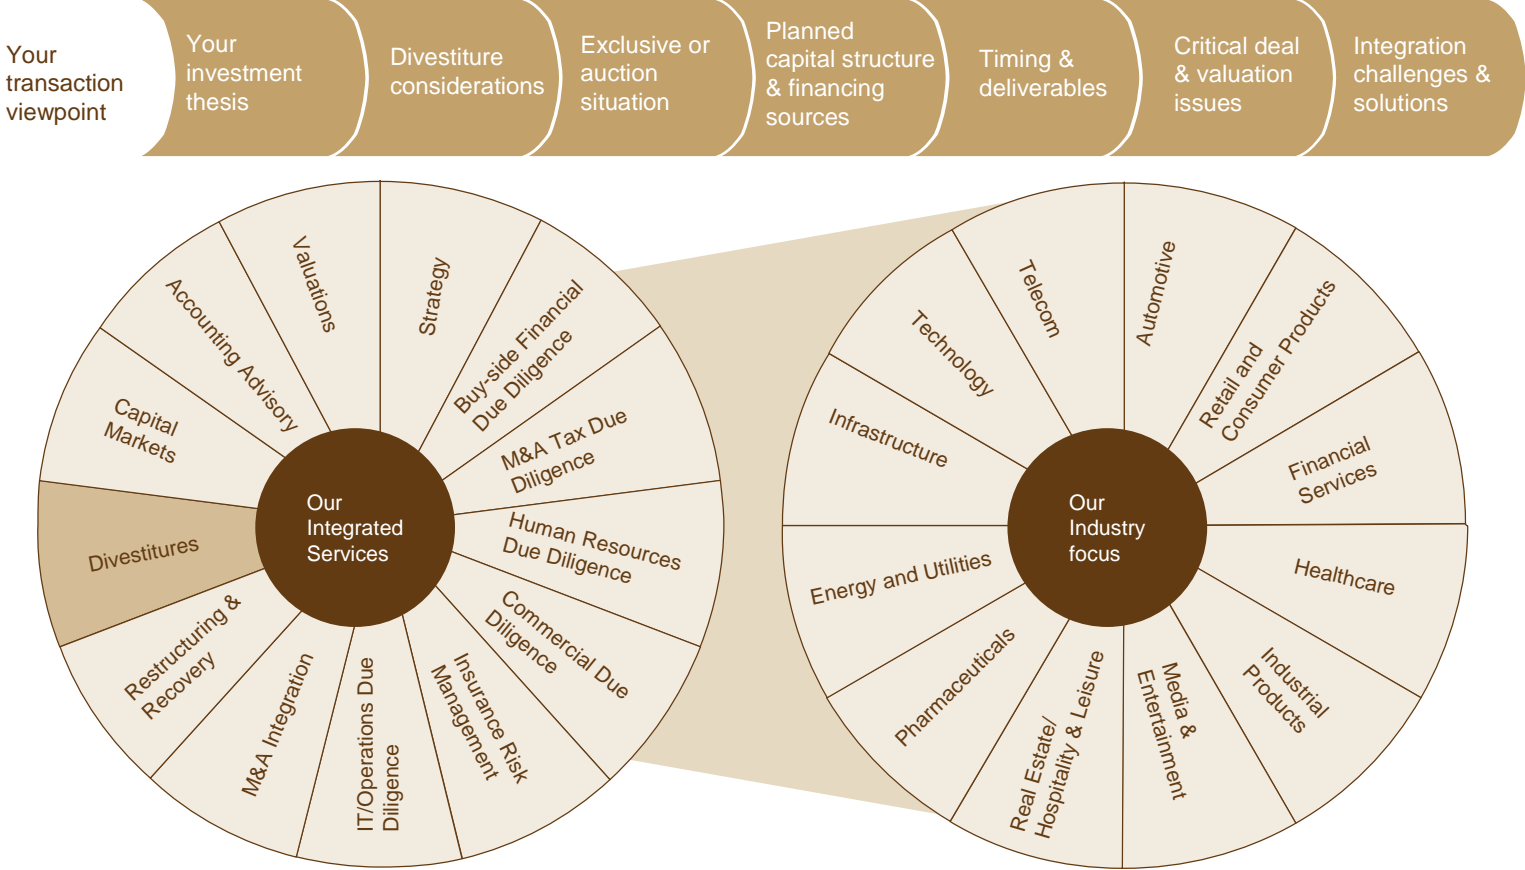 Your
transaction
viewpoint
Your
investment
thesis
Divestiture
considerations
Exclusive or
auction
situation
Planned
capital structure
& financing
sources
Timing &
deliverables
Critical deal
& valuation
issues
Integration
challenges &
solutions
Our
Integrated
Services
Strategy
Buy-side Financial
Due Diligence
M&A Tax Due
Diligence
Human Resources
Due Diligence
Commercial Due
Diligence
Insurance Risk
Management
IT/Operations Due
Diligence
M&A Integration
Restructuring &
Recovery
Divestitures
Capital
Markets
Accounting Advisory
Valuations
Our
Industry
focus
Automotive
Retail and
Consumer Products
Financial
Services
Healthcare
Industrial
Products
Media &
Entertainment
Real Estate/
Hospitality & Leisure
Pharmaceuticals
Energy and Utilities
Infrastructure
Technology
Telecom